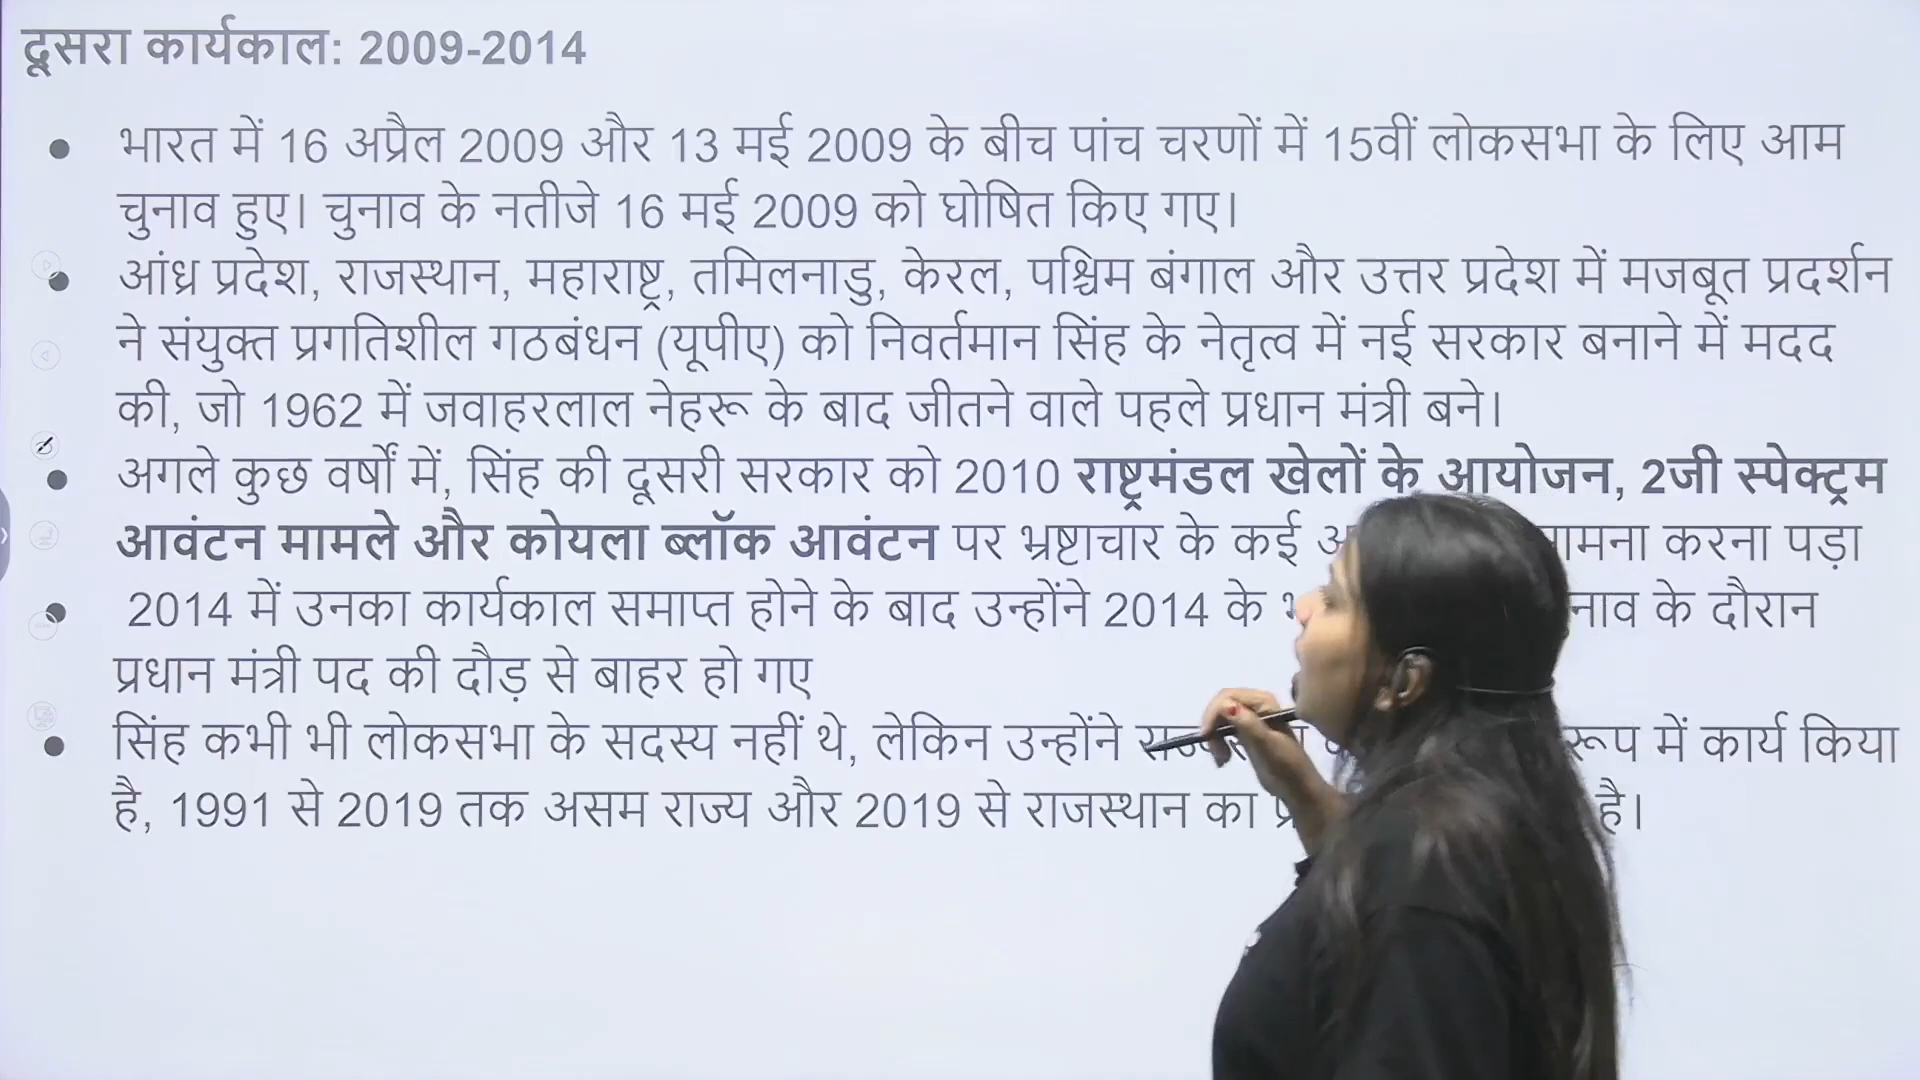 दूसरा कार्यकाल: 2009-2014
भारत में 16 अप्रैल 2009 और 13 मई 2009 के बीच पांच चरणों में 15वीं लोकसभा के लिए आम
चुनाव हुए। चुनाव के नतीजे 16 मई 2009 को घोषित किए गए।
आंध्र प्रदेश, राजस्थान, महाराष्ट्र, तमिलनाडु, केरल, पश्चिम बंगाल और उत्तर प्रदेश में मजबूत प्रदर्शन
ने संयुक्त प्रगतिशील गठबंधन (यूपीए) को निवर्तमान सिंह के नेतृत्व में नई सरकार बनाने में मदद
की, जो 1962 में जवाहरलाल नेहरू के बाद जीतने वाले पहले प्रधान मंत्री बने।
अगले कुछ वर्षों में, सिंह की दूसरी सरकार को 2010 राष्ट्रमंडल खेलों के आयोजन, 2जी स्पेक्ट्रम
आवंटन मामले और कोयला ब्लॉक आवंटन पर भ्रष्टाचार के कई करना पड़ा
2014 में उनका कार्यकाल समाप्त होने के बाद उन्होंने 2014 के के दौरान
प्रधान मंत्री पद की दौड़ से बाहर हो गए
सिंह कभी भी लोकसभा के सदस्य नहीं थे, लेकिन उन्होंने रूप में कार्य किया
है, 1991 से 2019 तक असम राज्य और 2019 से राजस्थान का है।